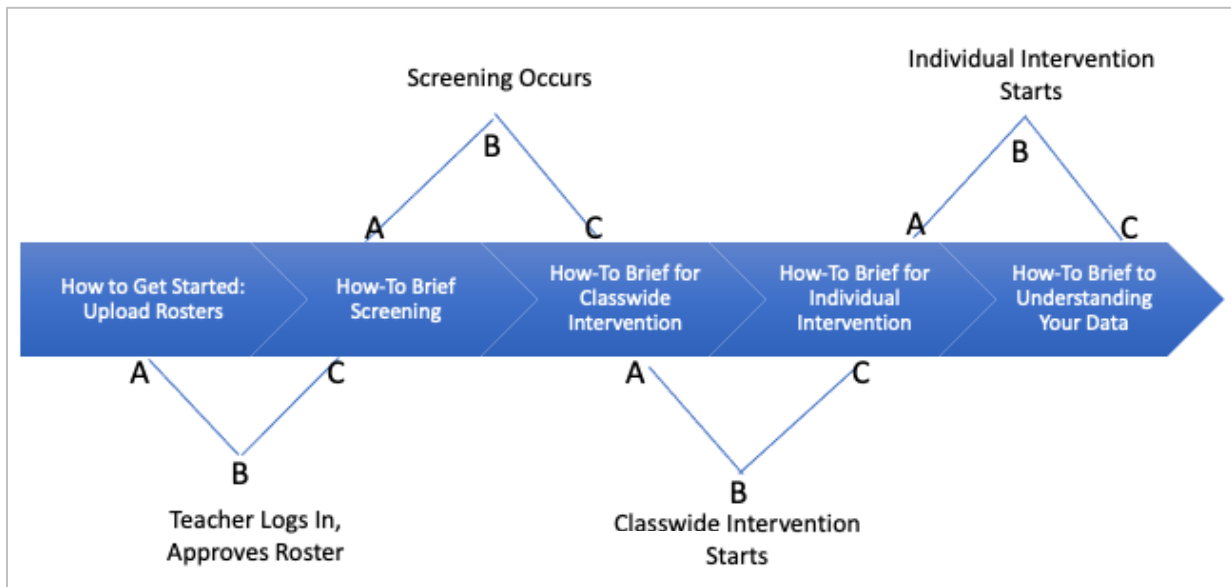 Screening Occurs
Individual Intervention
Starts
B
B
A
C
A
C
How to Get Started:
Upload Rosters
How-To Brief
Screening
How-To Brief for
Classwide
Intervention
How-To Brief for
Individual
Intervention
How-To Brief to
Understanding
Your Data
A
C
A
C
B
B
Teacher Logs In,
Approves Roster
Classwide Intervention
Starts